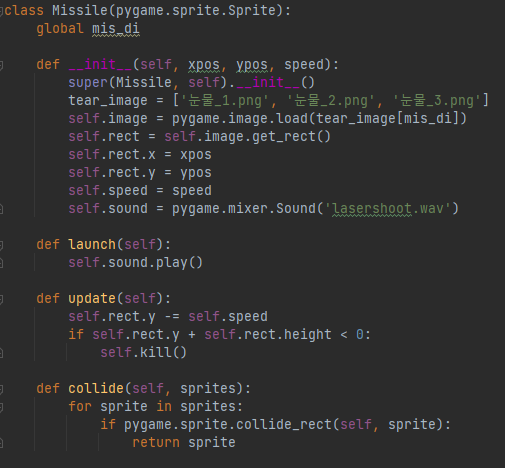 class Missile(pygame.sprite.Sprite):
    global mis_di

    def __init__(self, xpos, ypos, speed):
        super(Missile, self).__init__()
        tear_image = ['눈물_1.png', '눈물_2.png', '눈물_3.png']
        self.image = pygame.image.load(tear_image[mis_di])
        self.rect = self.image.get_rect()
        self.rect.x = xpos
        self.rect.y = ypos
        self.speed = speed
        self.sound = pygame.mixer.Sound('lasershoot.wav')

    def launch(self):
        self.sound.play()

    def update(self):
        self.rect.y -= self.speed
        if self.rect.y + self.rect.height < 0:
            self.kill()

    def collide(self, sprites):
        for sprite in sprites:
            if pygame.sprite.collide_rect(self, sprite):
                return sprite